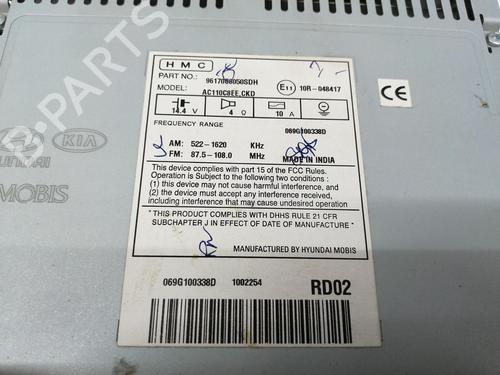 HMC
PART NO.: 9617008050SDH
MODEL: AC110C8EE,CKD
E11 10R-048417
14.4 V 4 Ω 10 A
FREQUENCY RANGE 069G100338D
AM: 522-1620 KHz
FM: 87.5-108.0 MHz MADE IN INDIA
This device complies with part 15 of the FCC Rules.
Operation is Subject to the following two conditions :
(1) this device may not cause harmful interference, and
(2) the device must accept any interference received,
including interference that may cause undesired operation
* THIS PRODUCT COMPLIES WITH DHHS RULE 21 CFR
SUBCHAPTER J IN EFFECT OF DATE OF MANUFACTURE *
MANUFACTURED BY HYUNDAI MOBIS
069G100338D 1002254 RD02
CE
KIA
HYUNDAI
MOBIS
B-PARTS